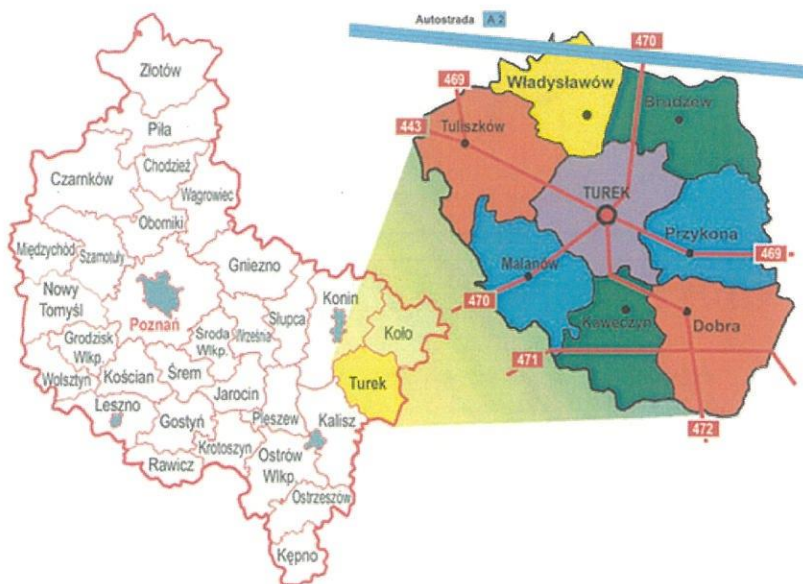 Autostrada A 2
470
469
443
Władysławów
Brudzew
Tuliszków
TUREK
Przykona
469
Malanów
470
Kawęczyn
Dobra
471
472
Złotów
Piła
Chodzież
Czarnków
Wągrowiec
Oborniki
Międzychód
Szamotuły
Gniezno
Nowy
Tomyśl
Poznań
Konin
Słupca
Koło
Grodzisk
Wlkp.
Środa
Wlkp.
Września
Wolsztyn
Kościan
Śrem
Turek
Jarocin
Leszno
Gostyń
Pleszew
Kalisz
Krotoszyn
Rawicz
Ostrów
Wlkp.
Ostrzeszów
Kępno